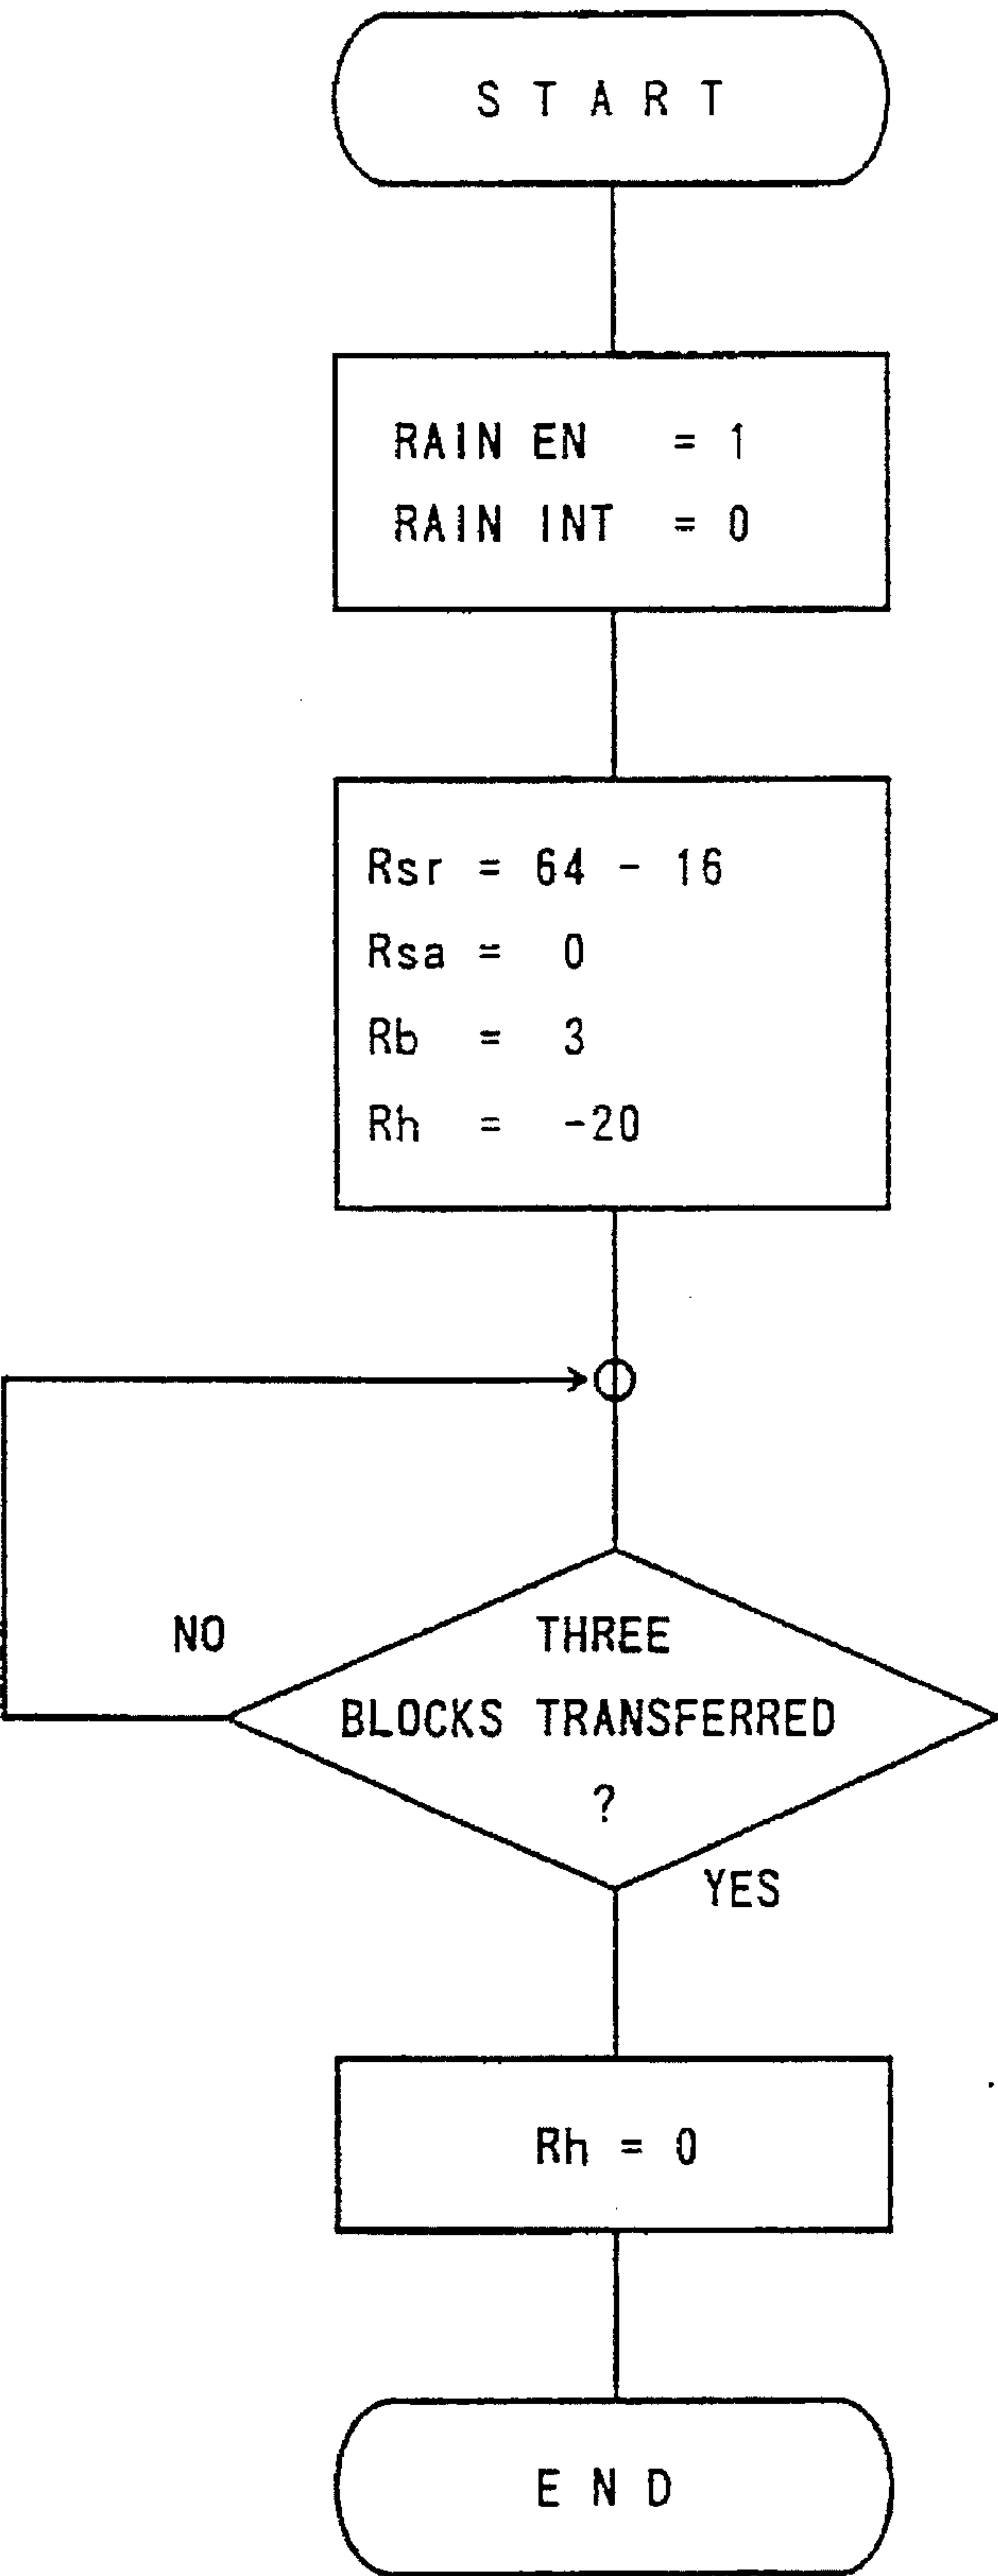 START
RAIN EN = 1
RAIN INT = 0
Rsr = 64 - 16
Rsa = 0
Rb = 3
Rh = -20
NO
THREE
BLOCKS TRANSFERRED
?
YES
Rh = 0
END